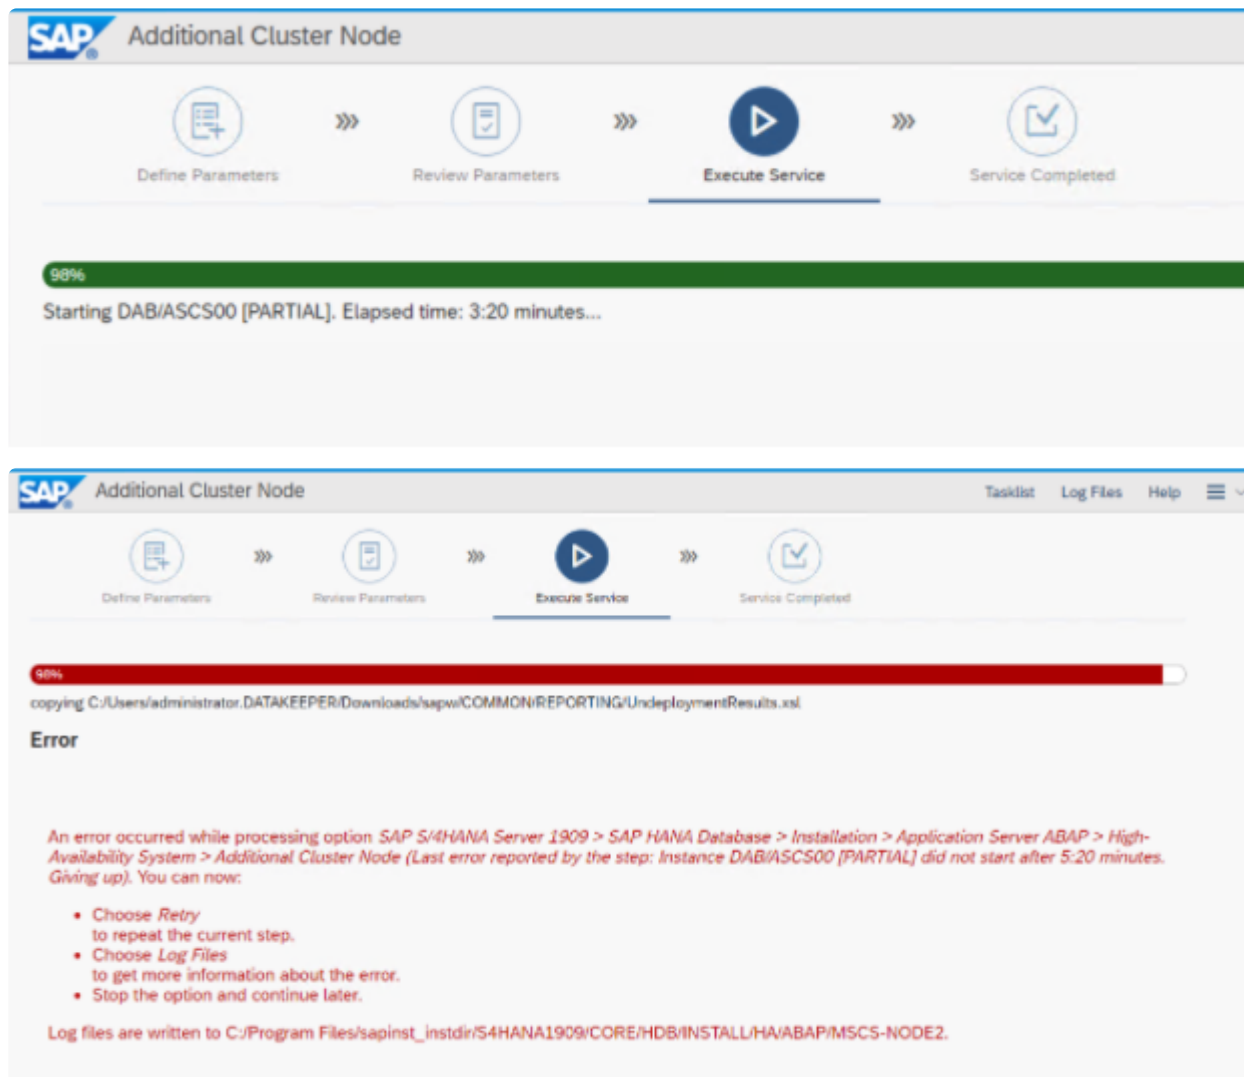 SAP Additional Cluster Node
»» »» »»
Define Parameters Review Parameters Execute Service Service Completed
98%
Starting DAB/ASCS00 [PARTIAL]. Elapsed time: 3:20 minutes...
SAP Additional Cluster Node Tasklist Log Files Help
»» »» »»
Define Parameters Review Parameters Execute Service Service Completed
98%
copying C:/Users/administrator.DATAKEEPER/Downloads/sapw/COMMON/REPORTING/UndeploymentResults.xsl
Error
An error occurred while processing option SAP S/4HANA Server 1909 > SAP HANA Database > Installation > Application Server ABAP > High-
Availability System > Additional Cluster Node (Last error reported by the step: Instance DAB/ASCS00 [PARTIAL] did not start after 5:20 minutes.
Giving up). You can now:
• Choose Retry
to repeat the current step.
• Choose Log Files
to get more information about the error.
• Stop the option and continue later.
Log files are written to C:/Program Files/sapinst_instdir/S4HANA1909/CORE/HDB/INSTALL/HA/ABAP/MSCS-NODE2.